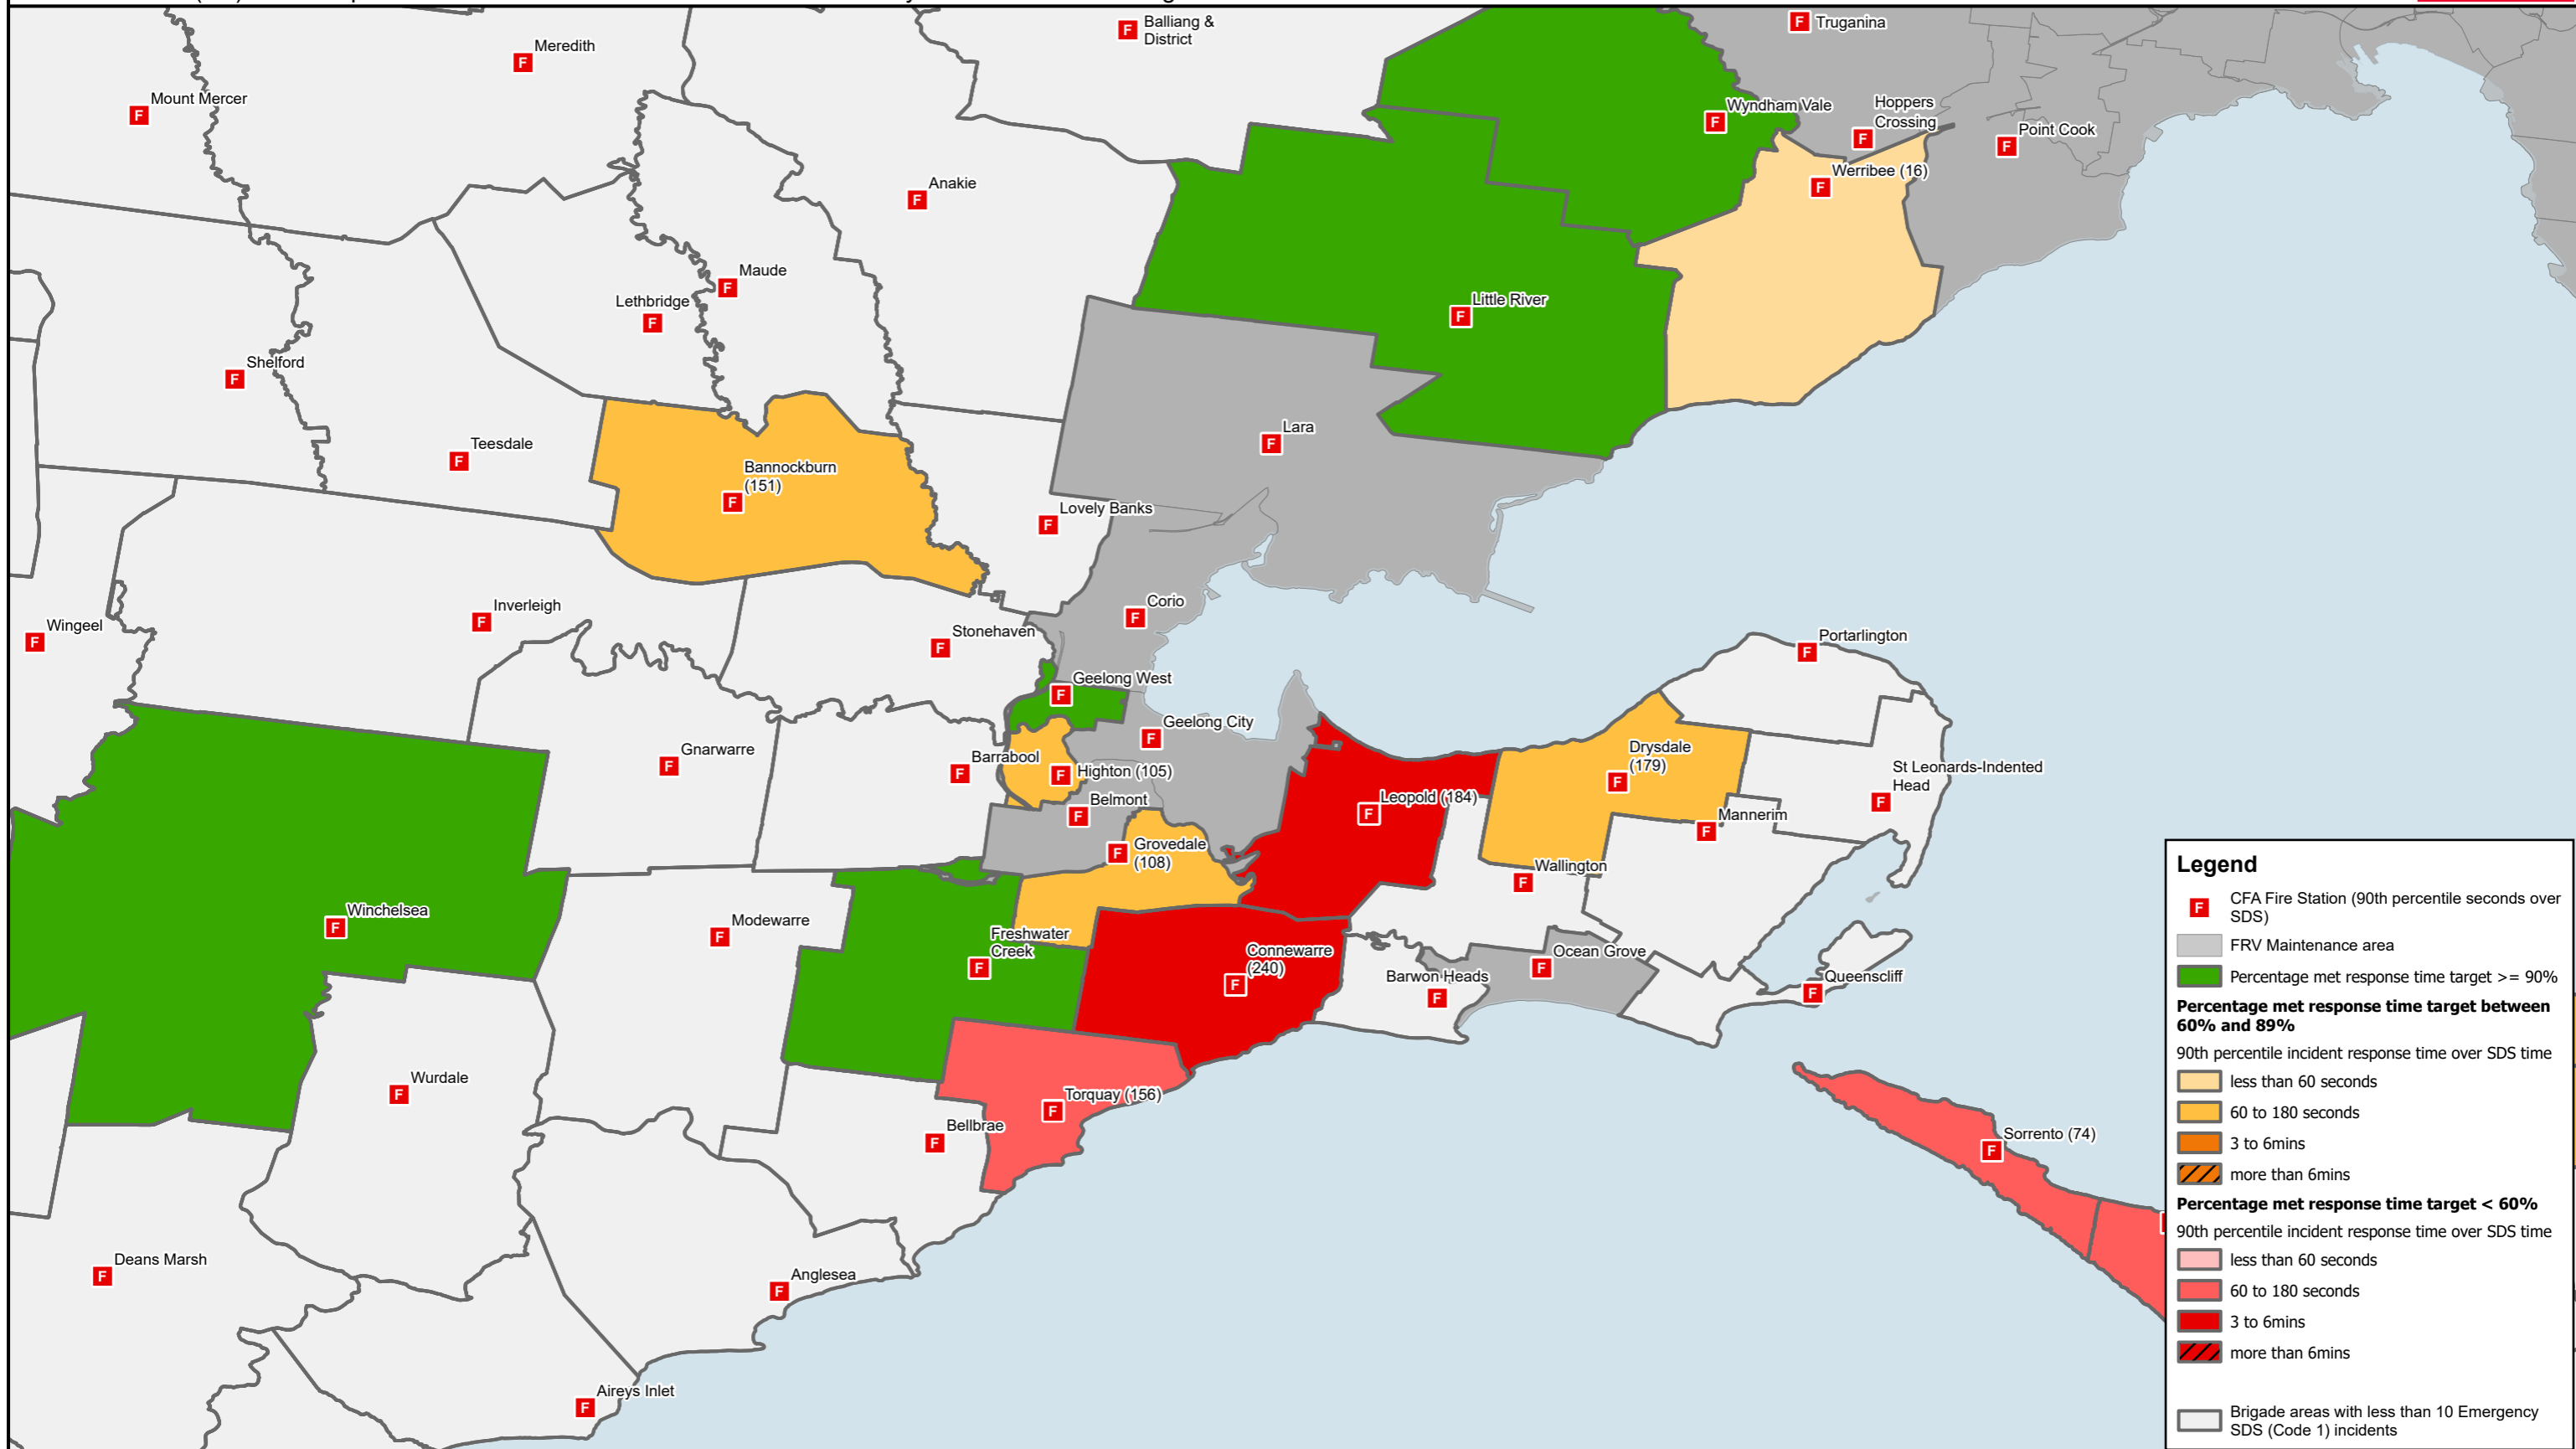 Balliang &
District
Truganina
Meredith
Mount Mercer
Wyndham Vale
Hoppers
Crossing
Point Cook
Werribee (16)
Anakie
Maude
Lethbridge
Little River
Shelford
Teesdale
Lara
Bannockburn
(151)
Lovely Banks
Corio
Inverleigh
Wingeel
Stonehaven
Portarlington
Geelong West
Geelong City
Gnarwarre
Barrabool
Highton (105)
Drysdale
(179)
St Leonards-Indented
Head
Belmont
Leopold (184)
Mannerim
Grovedale
(108)
Wallington
Winchelsea
Modewarre
Freshwater
Creek
Connewarre
(240)
Ocean Grove
Barwon Heads
Queenscliff
Wurdale
Torquay (156)
Bellbrae
Sorrento (74)
Deans Marsh
Anglesea
Aireys Inlet
Legend
F CFA Fire Station (90th percentile seconds over
SDS)
FRV Maintenance area
Percentage met response time target >= 90%
Percentage met response time target between
60% and 89%
90th percentile incident response time over SDS time
less than 60 seconds
60 to 180 seconds
3 to 6mins
more than 6mins
Percentage met response time target < 60%
90th percentile incident response time over SDS time
less than 60 seconds
60 to 180 seconds
3 to 6mins
more than 6mins
Brigade areas with less than 10 Emergency
SDS (Code 1) incidents